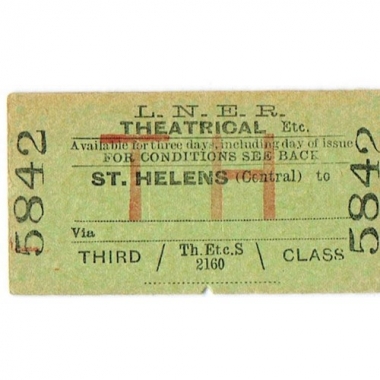 L. N. E. R.
THEATRICAL Etc.
Available for three days, including day of issue
FOR CONDITIONS SEE BACK
ST. HELENS (Central) to
Via
THIRD / Th. Etc. S \ CLASS
2160
5842
5842
T H